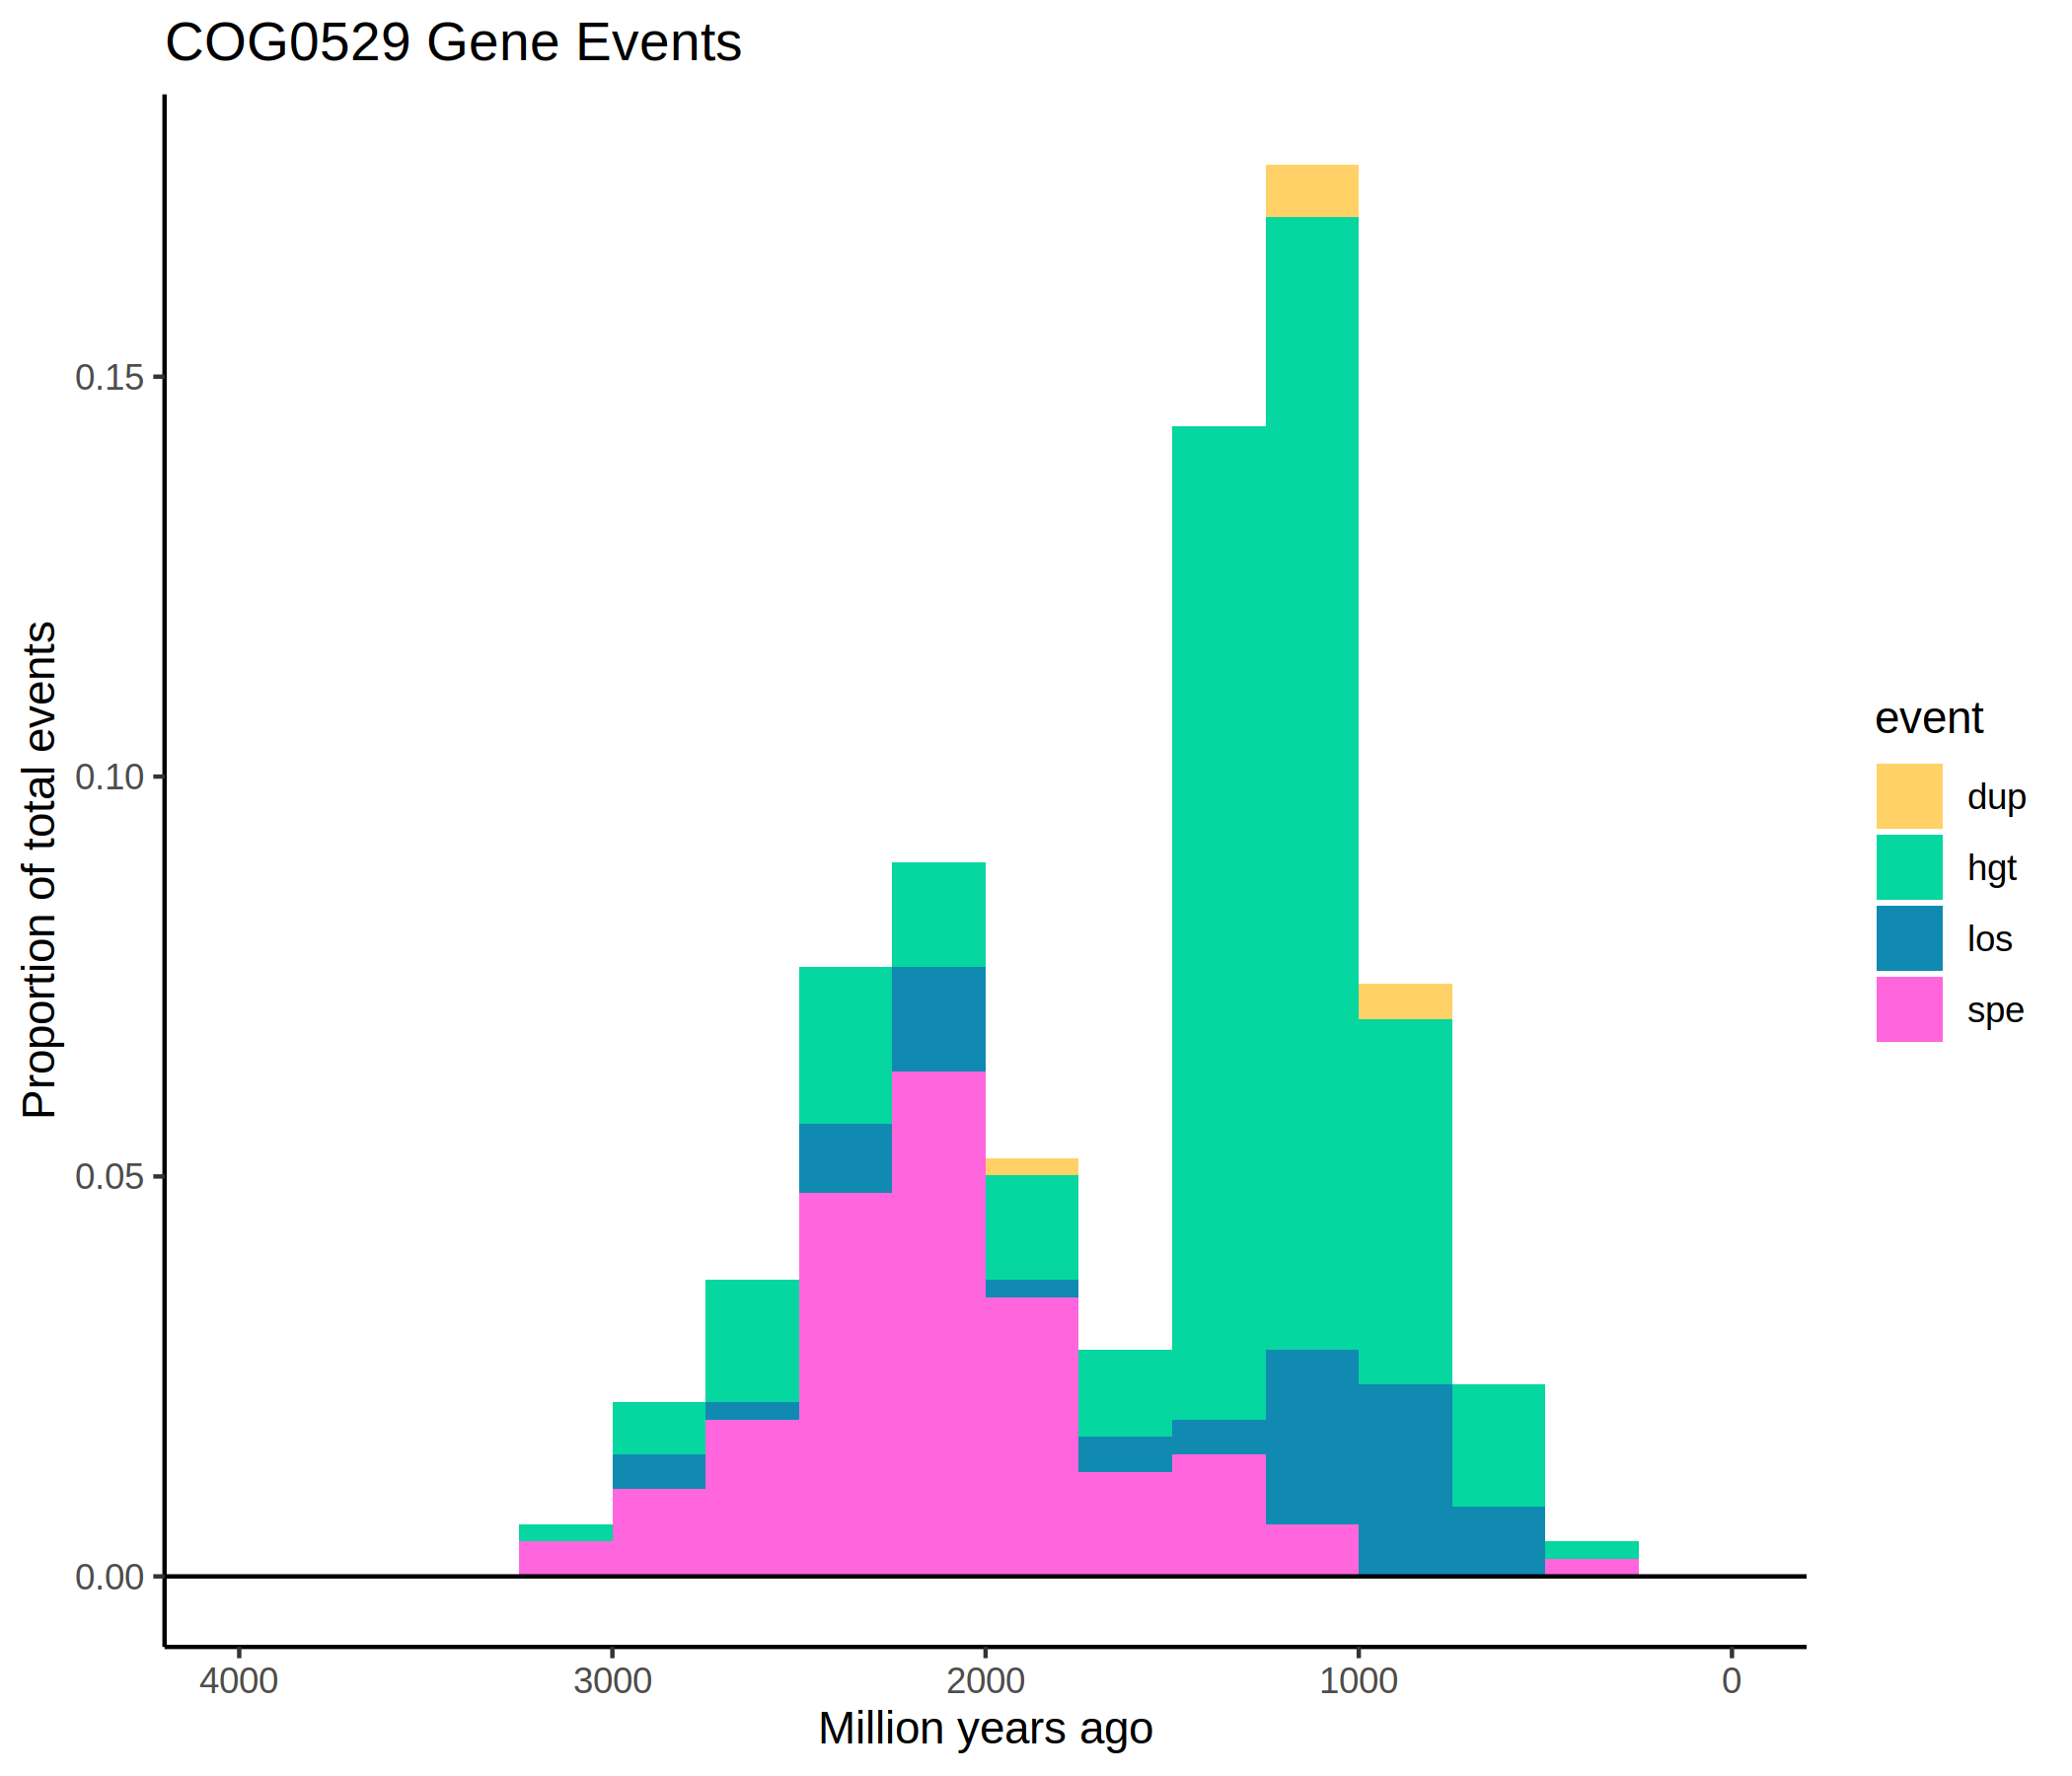 COG0529 Gene Events
Proportion of total events
0.15
0.10
0.05
0.00
4000 3000 2000 1000 0
Million years ago
event
dup
hgt
los
spe